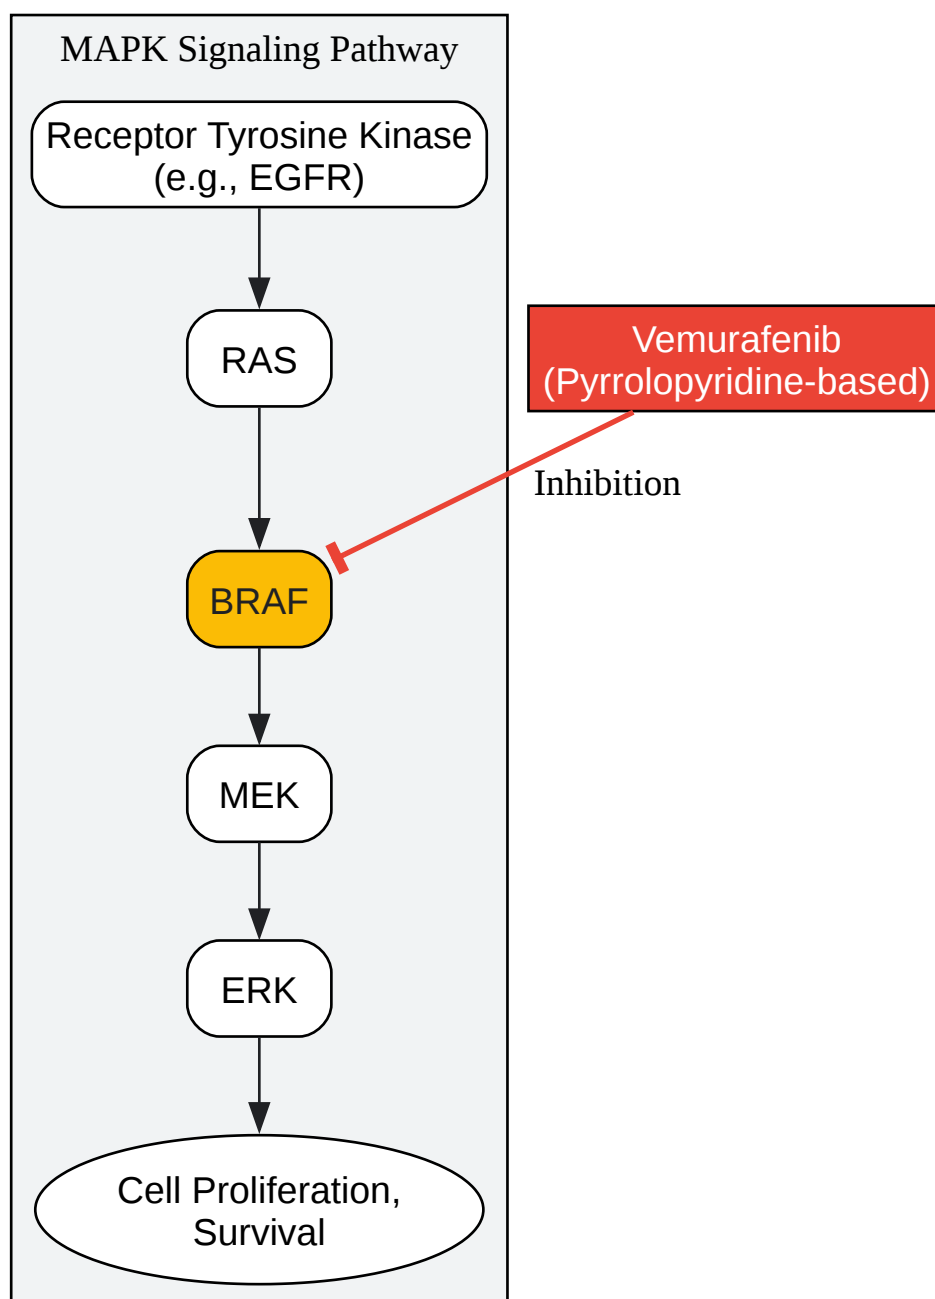 MAPK Signaling Pathway
Receptor Tyrosine Kinase
(e.g., EGFR)
RAS
Vemurafenib
(Pyrrolopyridine-based)
Inhibition
BRAF
MEK
ERK
Cell Proliferation,
Survival